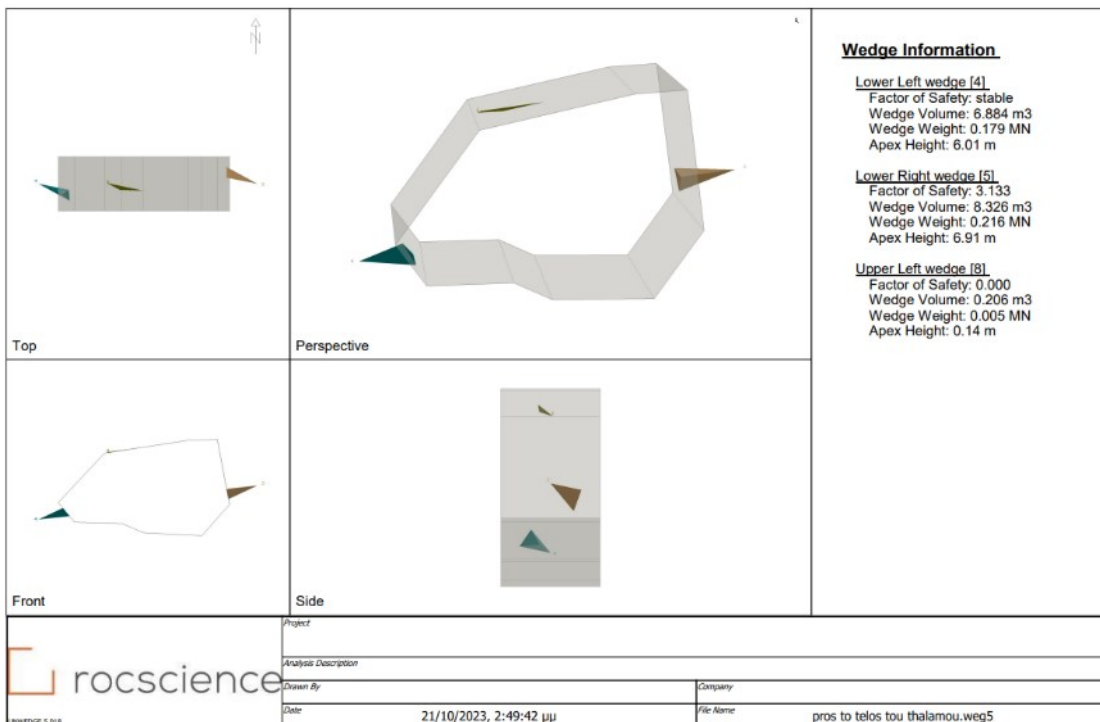 N
Top
Perspective
Front
Side
Wedge Information
Lower Left wedge [4]
Factor of Safety: stable
Wedge Volume: 6.884 m3
Wedge Weight: 0.179 MN
Apex Height: 6.01 m
Lower Right wedge [5]
Factor of Safety: 3.133
Wedge Volume: 8.326 m3
Wedge Weight: 0.216 MN
Apex Height: 6.91 m
Upper Left wedge [8]
Factor of Safety: 0.000
Wedge Volume: 0.206 m3
Wedge Weight: 0.005 MN
Apex Height: 0.14 m
rocscience
Project
Analysis Description
Drawn By
Company
Date
21/10/2023, 2:49:42 μμ
File Name
pros to telos tou thalamou.weg5